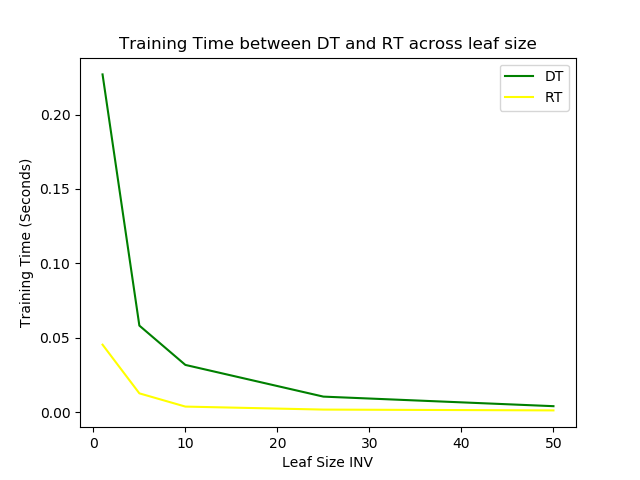 Training Time between DT and RT across leaf size
DT
RT
Training Time (Seconds)
0.20
0.15
0.10
0.05
0.00
0
10
20
30
40
50
Leaf Size INV